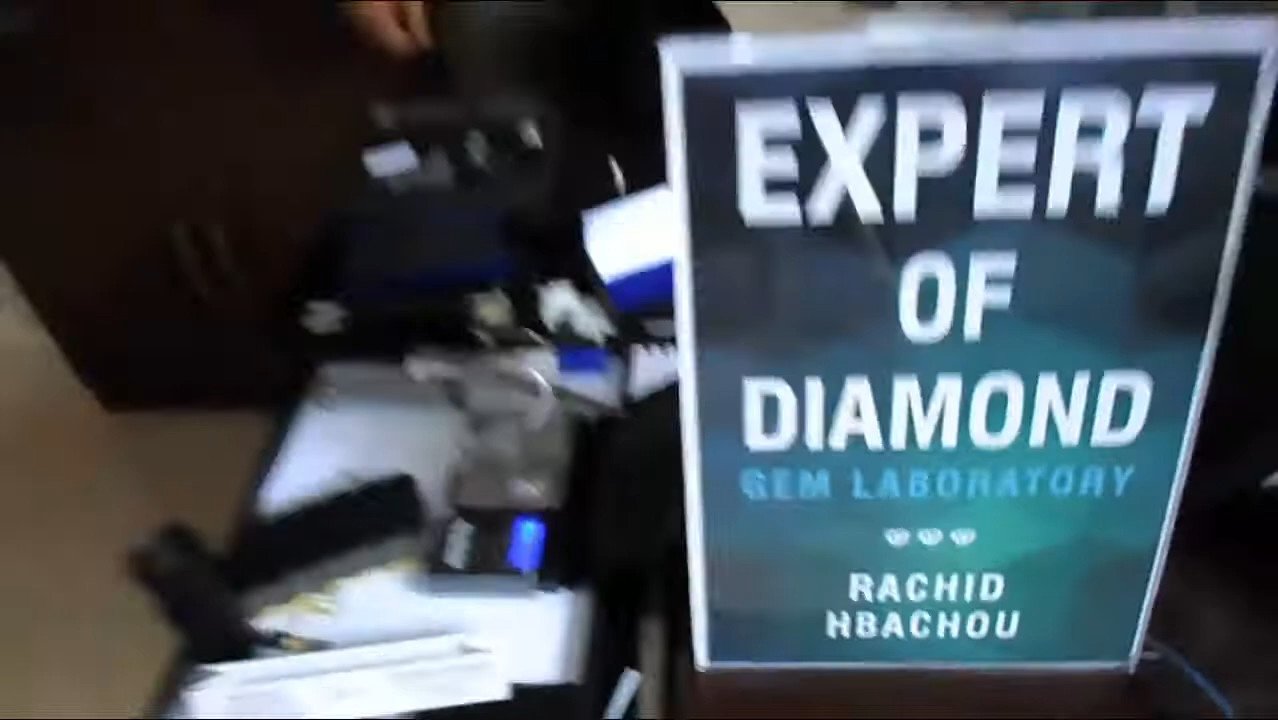 EXPERT
OF
DIAMOND
GEM LABORATORY
RACHID
HBACHOU